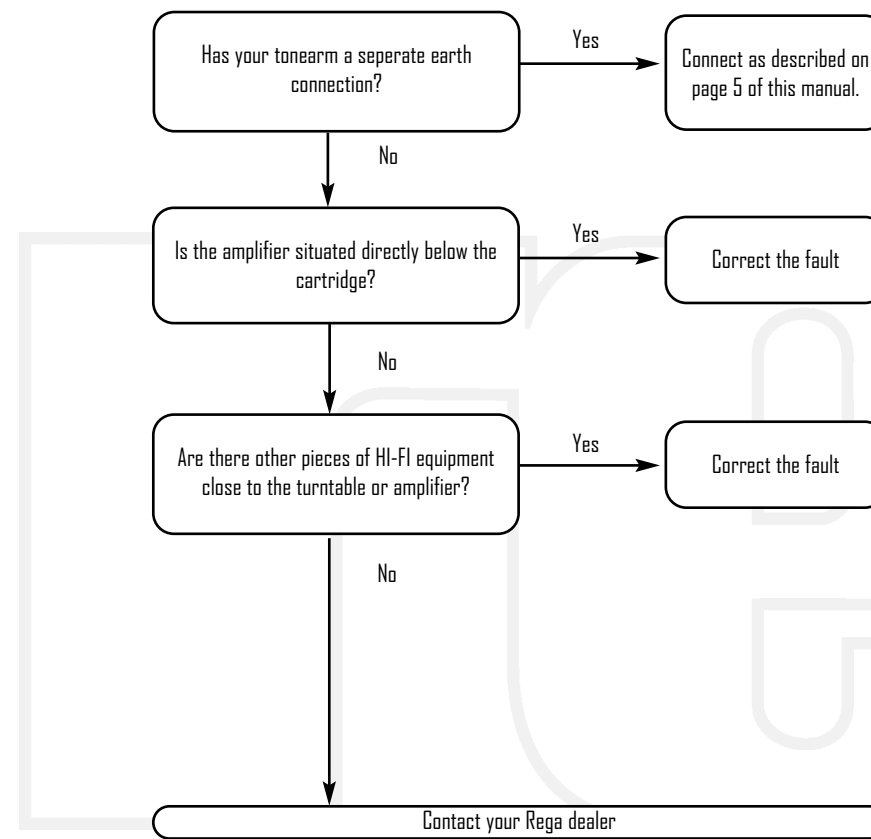 Has your tonearm a seperate earth
connection?
Yes
Connect as described on
page 5 of this manual.
No
Is the amplifier situated directly below the
cartridge?
Yes
Correct the fault
No
Are there other pieces of HI-FI equipment
close to the turntable or amplifier?
Yes
Correct the fault
No
Contact your Rega dealer